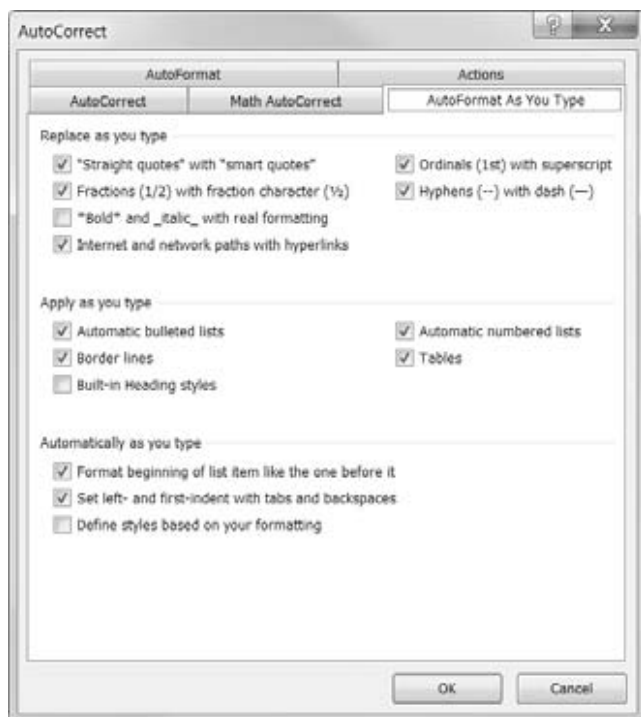 AutoCorrect
AutoFormat Actions
AutoCorrect Math AutoCorrect AutoFormat As You Type
Replace as you type
"Straight quotes" with "smart quotes" Ordinals (1st) with superscript
Fractions (1/2) with fraction character (½) Hyphens (--) with dash (—)
*Bold* and _italic_ with real formatting
Internet and network paths with hyperlinks
Apply as you type
Automatic bulleted lists Automatic numbered lists
Border lines Tables
Built-in Heading styles
Automatically as you type
Format beginning of list item like the one before it
Set left- and first-indent with tabs and backspaces
Define styles based on your formatting
OK Cancel